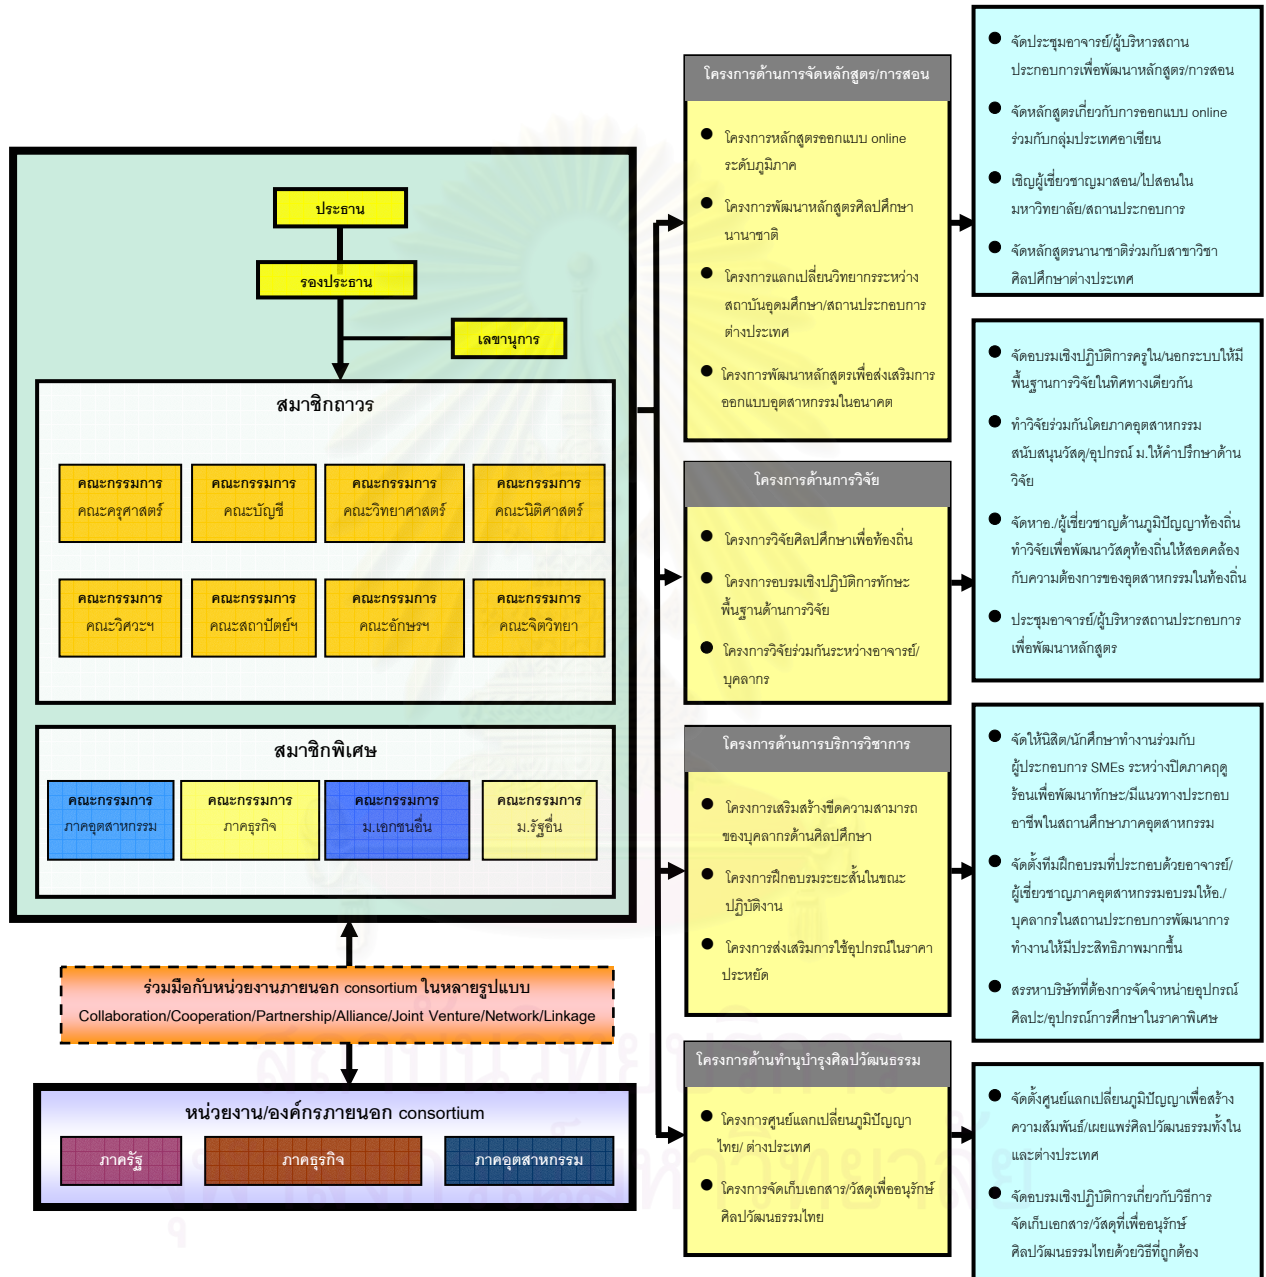 ประธาน
รองประธาน
เลขานุการ
สมาชิกถาวร
คณะกรรมการ
คณะครุศาสตร์
คณะกรรมการ
คณะบัญชี
คณะกรรมการ
คณะวิทยาศาสตร์
คณะกรรมการ
คณะนิติศาสตร์
คณะกรรมการ
คณะวิศวะฯ
คณะกรรมการ
คณะสถาปัตย์ฯ
คณะกรรมการ
คณะอักษรฯ
คณะกรรมการ
คณะจิตวิทยา
สมาชิกพิเศษ
คณะกรรมการ
ภาคอุตสาหกรรม
คณะกรรมการ
ภาคธุรกิจ
คณะกรรมการ
ม.เอกชนอื่น
คณะกรรมการ
ม.รัฐอื่น
ร่วมมือกับหน่วยงานภายนอก consortium ในหลายรูปแบบ
Collaboration/Cooperation/Partnership/Alliance/Joint Venture/Network/Linkage
หน่วยงาน/องค์กรภายนอก consortium
ภาครัฐ
ภาคธุรกิจ
ภาคอุตสาหกรรม
โครงการด้านการจัดหลักสูตร/การสอน
● โครงการหลักสูตรออกแบบ online
ระดับภูมิภาค
● โครงการพัฒนาหลักสูตรศิลปศึกษา
นานาชาติ
● โครงการแลกเปลี่ยนวิทยากรระหว่าง
สถาบันอุดมศึกษา/สถานประกอบการ
ต่างประเทศ
● โครงการพัฒนาหลักสูตรเพื่อส่งเสริมการ
ออกแบบอุตสาหกรรมในอนาคต
โครงการด้านการวิจัย
● โครงการวิจัยศิลปศึกษาเพื่อท้องถิ่น
● โครงการอบรมเชิงปฏิบัติการทักษะ
พื้นฐานด้านการวิจัย
● โครงการวิจัยร่วมกันระหว่างอาจารย์/
บุคลากร
โครงการด้านการบริการวิชาการ
● โครงการเสริมสร้างขีดความสามารถ
ของบุคลากรด้านศิลปศึกษา
● โครงการฝึกอบรมระยะสั้นในขณะ
ปฏิบัติงาน
● โครงการส่งเสริมการใช้อุปกรณ์ในราคา
ประหยัด
โครงการด้านทำนุบำรุงศิลปวัฒนธรรม
● โครงการศูนย์แลกเปลี่ยนภูมิปัญญา
ไทย/ ต่างประเทศ
● โครงการจัดเก็บเอกสาร/วัสดุเพื่ออนุรักษ์
ศิลปวัฒนธรรมไทย
● จัดประชุมอาจารย์/ผู้บริหารสถาน
ประกอบการเพื่อพัฒนาหลักสูตร/การสอน
● จัดหลักสูตรเกี่ยวกับการออกแบบ online
ร่วมกับกลุ่มประเทศอาเซียน
● เชิญผู้เชี่ยวชาญมาสอน/ไปสอนใน
มหาวิทยาลัย/สถานประกอบการ
● จัดหลักสูตรนานาชาติร่วมกับสาขาวิชา
ศิลปศึกษาต่างประเทศ
● จัดอบรมเชิงปฏิบัติการครูใน/นอกระบบให้มี
พื้นฐานการวิจัยในทิศทางเดียวกัน
● ทำวิจัยร่วมกันโดยภาคอุตสาหกรรม
สนับสนุนวัสดุ/อุปกรณ์ ม.ให้คำปรึกษาด้าน
วิจัย
● จัดหาอ./ผู้เชี่ยวชาญด้านภูมิปัญญาท้องถิ่น
ทำวิจัยเพื่อพัฒนาวัสดุท้องถิ่นให้สอดคล้อง
กับความต้องการของอุตสาหกรรมในท้องถิ่น
● ประชุมอาจารย์/ผู้บริหารสถานประกอบการ
เพื่อพัฒนาหลักสูตร
● จัดให้นิสิต/นักศึกษาทำงานร่วมกับ
ผู้ประกอบการ SMEs ระหว่างปิดภาคฤดู
ร้อนเพื่อพัฒนาทักษะ/มีแนวทางประกอบ
อาชีพในสถานศึกษาภาคอุตสาหกรรม
● จัดตั้งทีมฝึกอบรมที่ประกอบด้วยอาจารย์/
ผู้เชี่ยวชาญภาคอุตสาหกรรมอบรมให้อ./
บุคลากรในสถานประกอบการพัฒนาการ
ทำงานให้มีประสิทธิภาพมากขึ้น
● สรรหาบริษัทที่ต้องการจัดจำหน่ายอุปกรณ์
ศิลปะ/อุปกรณ์การศึกษาในราคาพิเศษ
● จัดตั้งศูนย์แลกเปลี่ยนภูมิปัญญาเพื่อสร้าง
ความสัมพันธ์/เผยแพร่ศิลปวัฒนธรรมทั้งใน
และต่างประเทศ
● จัดอบรมเชิงปฏิบัติการเกี่ยวกับวิธีการ
จัดเก็บเอกสาร/วัสดุที่เพื่ออนุรักษ์
ศิลปวัฒนธรรมไทยด้วยวิธีที่ถูกต้อง
สถาบันวิทยบริการ
จุฬาลงกรณ์มหาวิทยาลัย